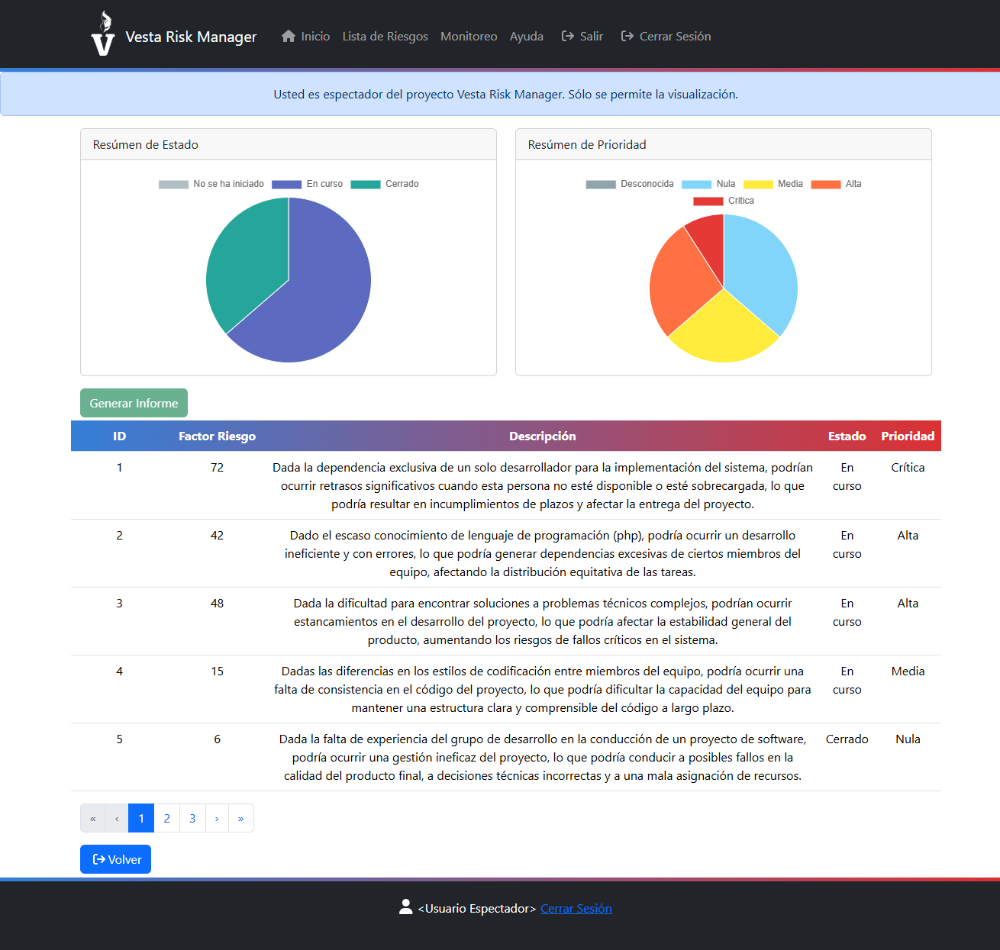 Vesta Risk Manager Inicio Lista de Riesgos Monitoreo Ayuda Salir Cerrar Sesión
Usted es espectador del proyecto Vesta Risk Manager. Sólo se permite la visualización.
Resúmen de Estado
No se ha iniciado En curso Cerrado
Resúmen de Prioridad
Desconocida Nula Media Alta
Critica
Generar Informe
ID Factor Riesgo Descripción Estado Prioridad
1 72 Dada la dependencia exclusiva de un solo desarrollador para la implementación del sistema, podrían En Crítica
ocurrir retrasos significativos cuando esta persona no esté disponible o esté sobrecargada, lo que curso
podría resultar en incumplimientos de plazos y afectar la entrega del proyecto.
2 42 Dado el escaso conocimiento de lenguaje de programación (php), podría ocurrir un desarrollo En Alta
ineficiente y con errores, lo que podría generar dependencias excesivas de ciertos miembros del curso
equipo, afectando la distribución equitativa de las tareas.
3 48 Dada la dificultad para encontrar soluciones a problemas técnicos complejos, podrían ocurrir En Alta
estancamientos en el desarrollo del proyecto, lo que podría afectar la estabilidad general del curso
producto, aumentando los riesgos de fallos críticos en el sistema.
4 15 Dadas las diferencias en los estilos de codificación entre miembros del equipo, podría ocurrir una En Media
falta de consistencia en el código del proyecto, lo que podría dificultar la capacidad del equipo para curso
mantener una estructura clara y comprensible del código a largo plazo.
5 6 Dada la falta de experiencia del grupo de desarrollo en la conducción de un proyecto de software, Cerrado Nula
podría ocurrir una gestión ineficaz del proyecto, lo que podría conducir a posibles fallos en la
calidad del producto final, a decisiones técnicas incorrectas y a una mala asignación de recursos.
« ‹ 1 2 3 › »
Volver
<Usuario Espectador> Cerrar Sesión